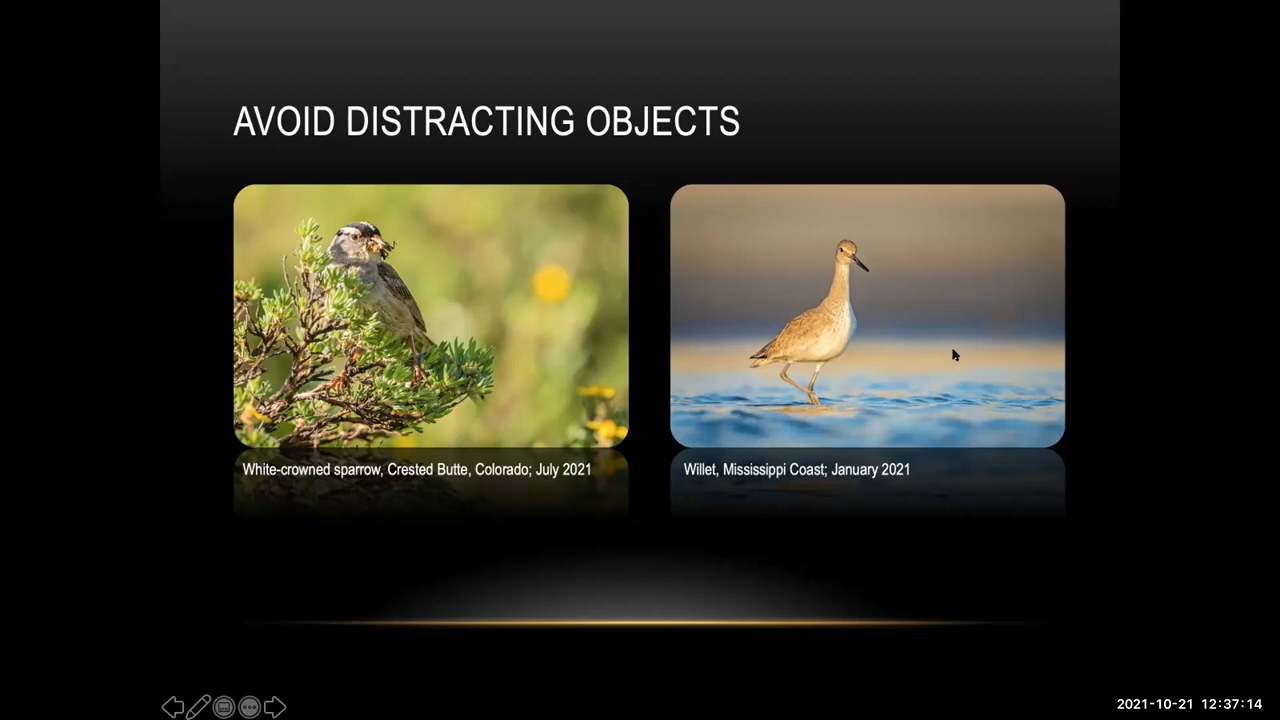 AVOID DISTRACTING OBJECTS
White-crowned sparrow, Crested Butte, Colorado; July 2021
Willet, Mississippi Coast; January 2021
2021-10-21 12:37:14